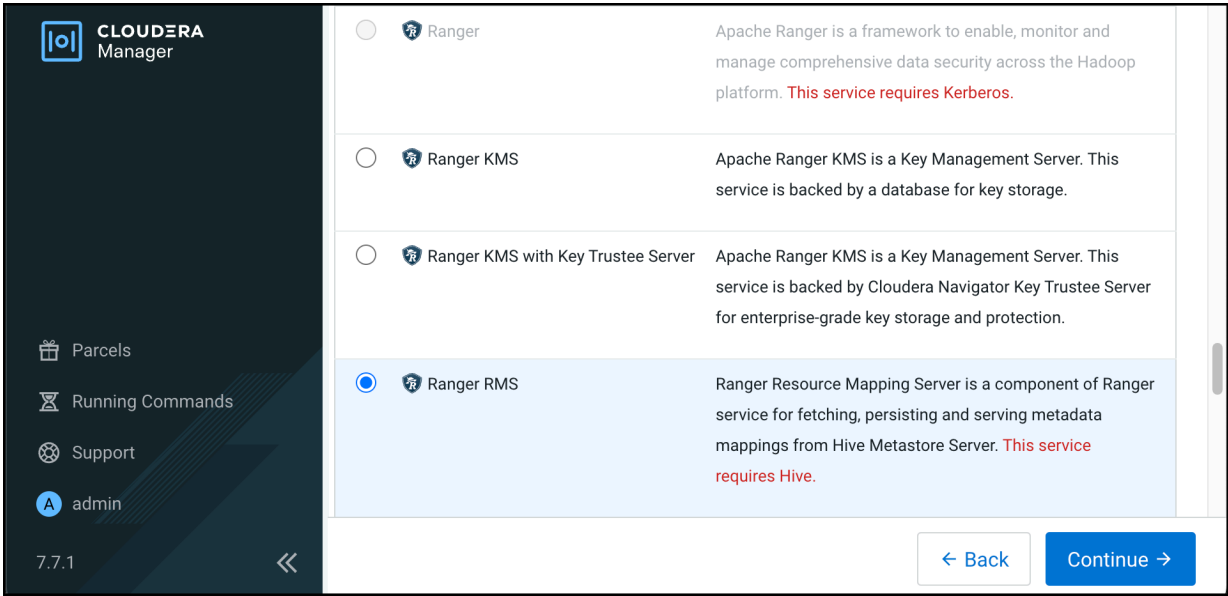 CLOUDERA
Manager
Parcels
Running Commands
Support
A admin
7.7.1
Ranger
Apache Ranger is a framework to enable, monitor and
manage comprehensive data security across the Hadoop
platform. This service requires Kerberos.
Ranger KMS
Apache Ranger KMS is a Key Management Server. This
service is backed by a database for key storage.
Ranger KMS with Key Trustee Server
Apache Ranger KMS is a Key Management Server. This
service is backed by Cloudera Navigator Key Trustee Server
for enterprise-grade key storage and protection.
Ranger RMS
Ranger Resource Mapping Server is a component of Ranger
service for fetching, persisting and serving metadata
mappings from Hive Metastore Server. This service
requires Hive.
← Back
Continue →